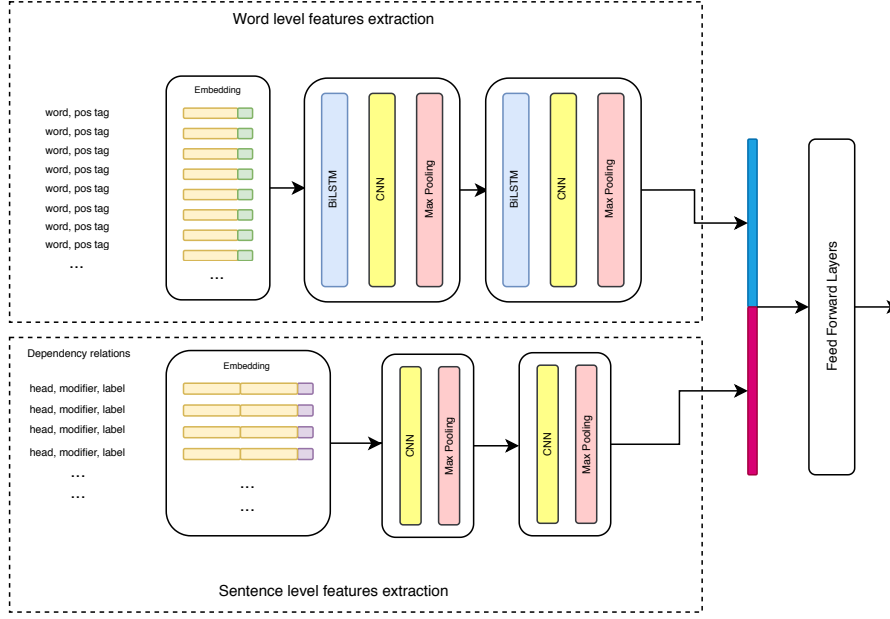 Word level features extraction
Embedding
word, pos tag
word, pos tag
word, pos tag
word, pos tag
word, pos tag
word, pos tag
word, pos tag
word, pos tag
...
...
BiLSTM
CNN
Max Pooling
BiLSTM
CNN
Max Pooling
Feed Forward Layers
Dependency relations
Embedding
head, modifier, label
head, modifier, label
head, modifier, label
head, modifier, label
...
...
...
...
CNN
Max Pooling
CNN
Max Pooling
Sentence level features extraction